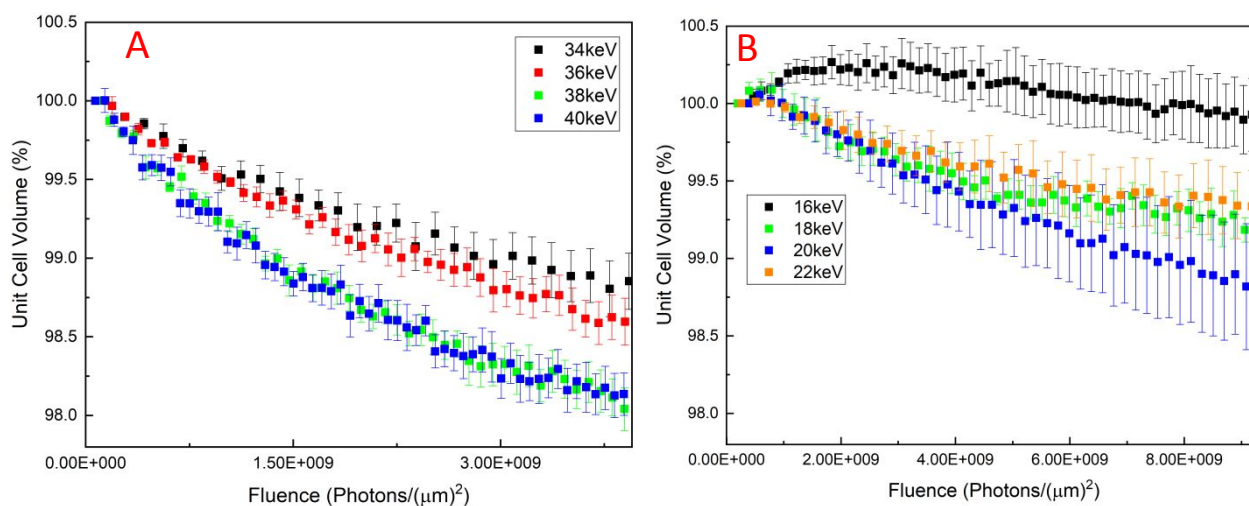 A
34keV
36keV
38keV
40keV
100.5
100.0
99.5
99.0
98.5
98.0
Unit Cell Volume (%)
0.00E+000 1.50E+009 3.00E+009
Fluence (Photons/(μm)²)
B
16keV
18keV
20keV
22keV
100.5
100.0
99.5
99.0
98.5
98.0
Unit Cell Volume (%)
0.00E+000 2.00E+009 4.00E+009 6.00E+009 8.00E+009
Fluence (Photons/(μm)²)